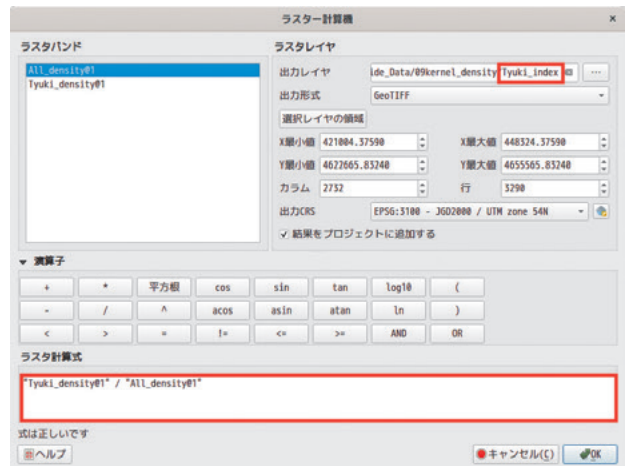 ラスター計算機 ×
ラスタバンド
All_density@1
Tyuki_density@1
ラスタレイヤ
出力レイヤ ide_Data/09kernel_density/Tyuki_index ...
出力形式 GeoTIFF
選択レイヤの領域
X最小値 421004.37590 X最大値 448324.37590
Y最小値 4622665.83240 Y最大値 4655565.83240
カラム 2732 行 3290
出力CRS EPSG:3100 - JGD2000 / UTM zone 54N
結果をプロジェクトに追加する
演算子
+ * 平方根 cos sin tan log10 (
- / ^ acos asin atan ln )
< > = != <= >= AND OR
ラスタ計算式
"Tyuki_density@1" / "All_density@1"
式は正しいです
ヘルプ キャンセル(C) OK